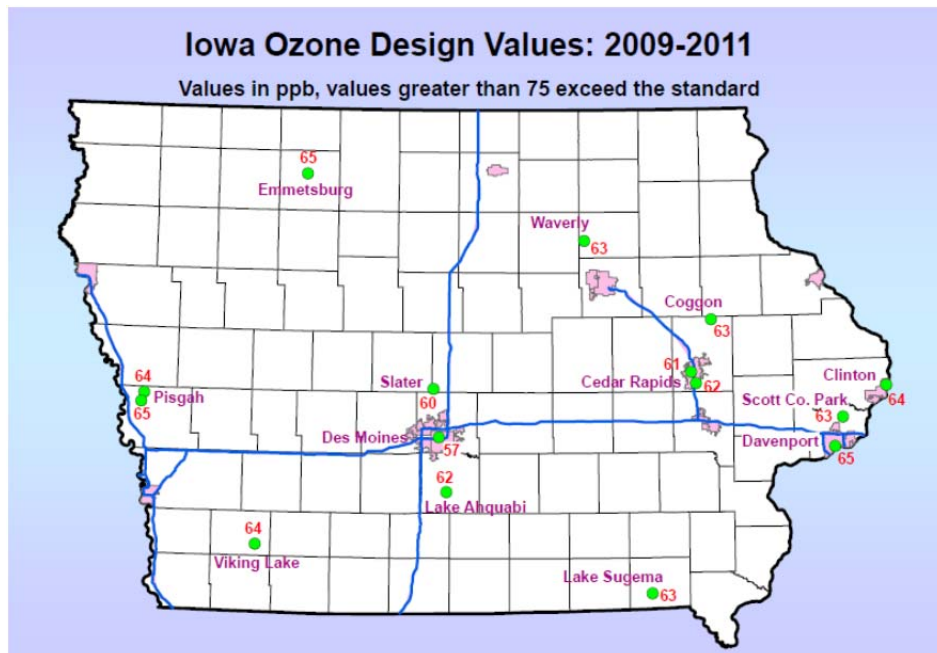 Iowa Ozone Design Values: 2009-2011
Values in ppb, values greater than 75 exceed the standard
65
Emmetsburg
Waverly
63
Coggon
63
64
Pisgah
65
Slater
60
61
Cedar Rapids
62
Clinton
64
Scott Co. Park
63
Des Moines
57
Davenport
65
62
Lake Ahquabi
64
Viking Lake
Lake Sugema
63